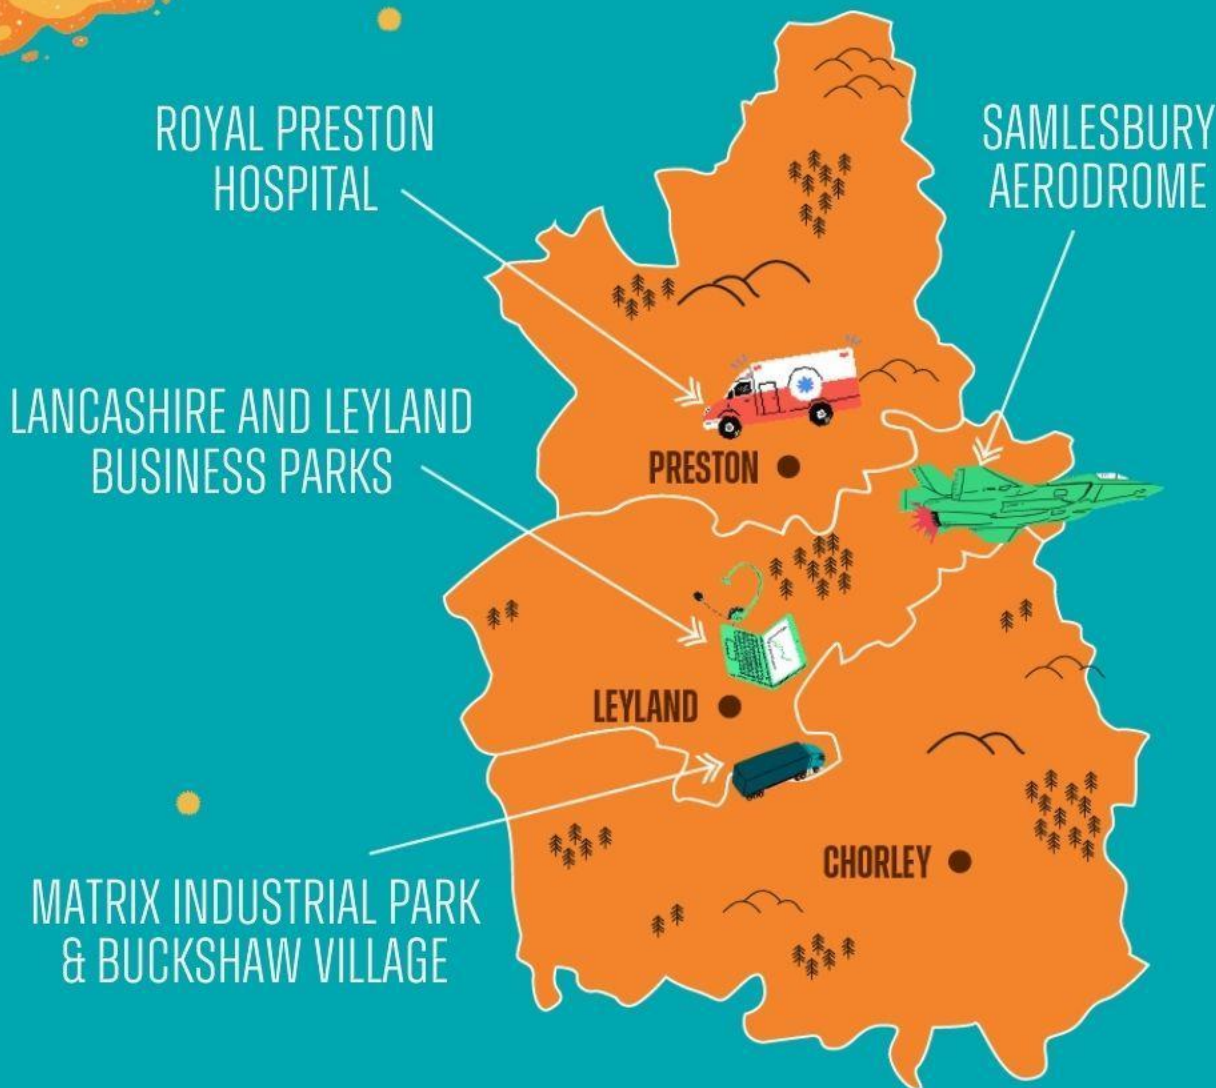 ROYAL PRESTON
HOSPITAL
SAMLESBURY
AERODROME
LANCASHIRE AND LEYLAND
BUSINESS PARKS
PRESTON
LEYLAND
MATRIX INDUSTRIAL PARK
& BUCKSHAW VILLAGE
CHORLEY